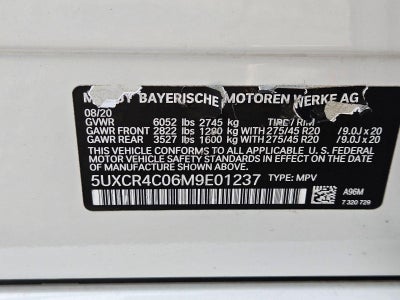 BY BAYERISCHE MOTOREN WERKE AG
08/20
GVWR 6052 lbs 2745 kg TIRE/RIM
GAWR FRONT 2822 lbs 1280 kg WITH 275/45 R20 /9.0J x 20
GAWR REAR 3527 lbs 1600 kg WITH 275/45 R20 /9.0J x 20
THIS VEHICLE CONFORMS TO ALL APPLICABLE U.S. FEDERAL
MOTOR VEHICLE SAFETY STANDARDS IN EFFECT ON THE
DATE OF MANUFACTURE SHOWN ABOVE.
5UXCR4C06M9E01237 TYPE: MPV
A96M
7 320 729